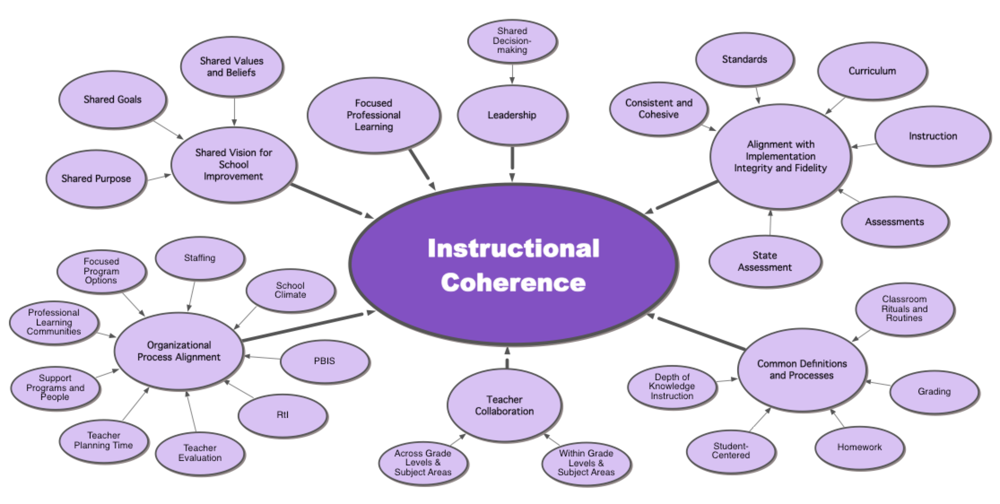 Shared
Decision-
making
Shared Values
and Beliefs
Shared Goals
Shared Purpose
Shared Vision for
School
Improvement
Focused
Professional
Learning
Leadership
Standards
Curriculum
Consistent and
Cohesive
Instruction
Alignment with
Implementation
Integrity and Fidelity
Assessments
State
Assessment
Instructional
Coherence
Focused
Program
Options
Staffing
School
Climate
Professional
Learning
Communities
Organizational
Process Alignment
PBIS
Support
Programs and
People
RtI
Teacher
Planning Time
Teacher
Evaluation
Teacher
Collaboration
Across Grade
Levels &
Subject Areas
Within Grade
Levels &
Subject Areas
Classroom
Rituals and
Routines
Common Definitions
and Processes
Depth of
Knowledge
Instruction
Grading
Student-
Centered
Homework